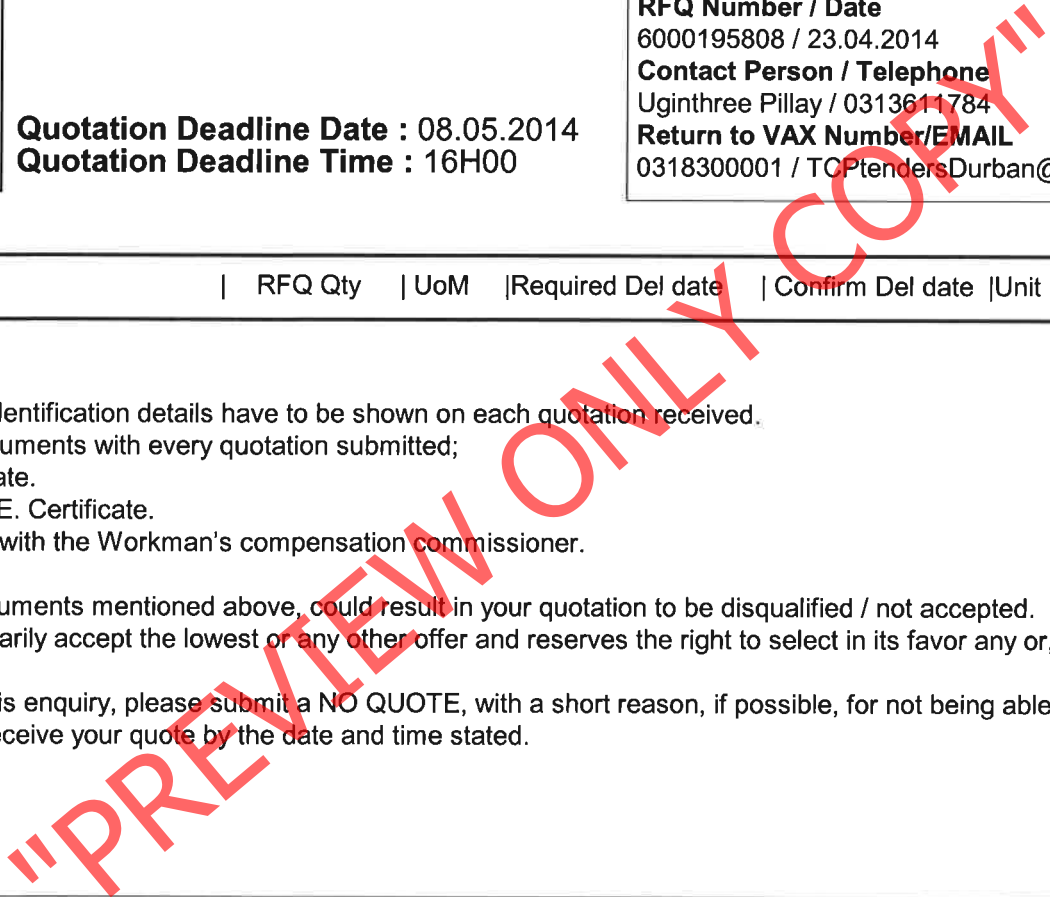 RFQ Number / Date
6000195808 / 23.04.2014
Contact Person / Telephone
Uginthree Pillay / 0313611784
Return to VAX Number/EMAIL
0318300001 / TCPtendersDurban@
Quotation Deadline Date : 08.05.2014
Quotation Deadline Time : 16H00
| RFQ Qty | UoM |Required Del date | Confirm Del date |Unit
dentification details have to be shown on each quotation received.
uments with every quotation submitted;
ate.
E. Certificate.
with the Workman's compensation commissioner.
uments mentioned above, could result in your quotation to be disqualified / not accepted.
arily accept the lowest or any other offer and reserves the right to select in its favor any or,
is enquiry, please submit a NO QUOTE, with a short reason, if possible, for not being able
eceive your quote by the date and time stated.
"PREVIEW ONLY COPY"